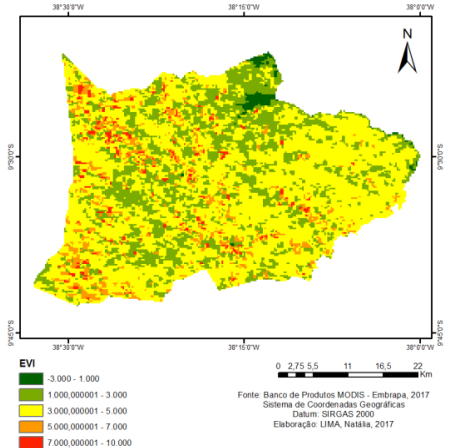 38°30'0"W 38°15'0"W 38°0'0"W
N
9°30'0"S 9°30'0"S
9°45'0"S 9°45'0"S
38°30'0"W 38°15'0"W 38°0'0"W
EVI
-3.000 - 1.000
1.000,000001 - 3.000
3.000,000001 - 5.000
5.000,000001 - 7.000
7.000,000001 - 10.000
0 2,75 5,5 11 16,5 22
Km
Fonte: Banco de Produtos MODIS - Embrapa, 2017
Sistema de Coordenadas Geográficas
Datum: SIRGAS 2000
Elaboração: LIMA, Natália, 2017